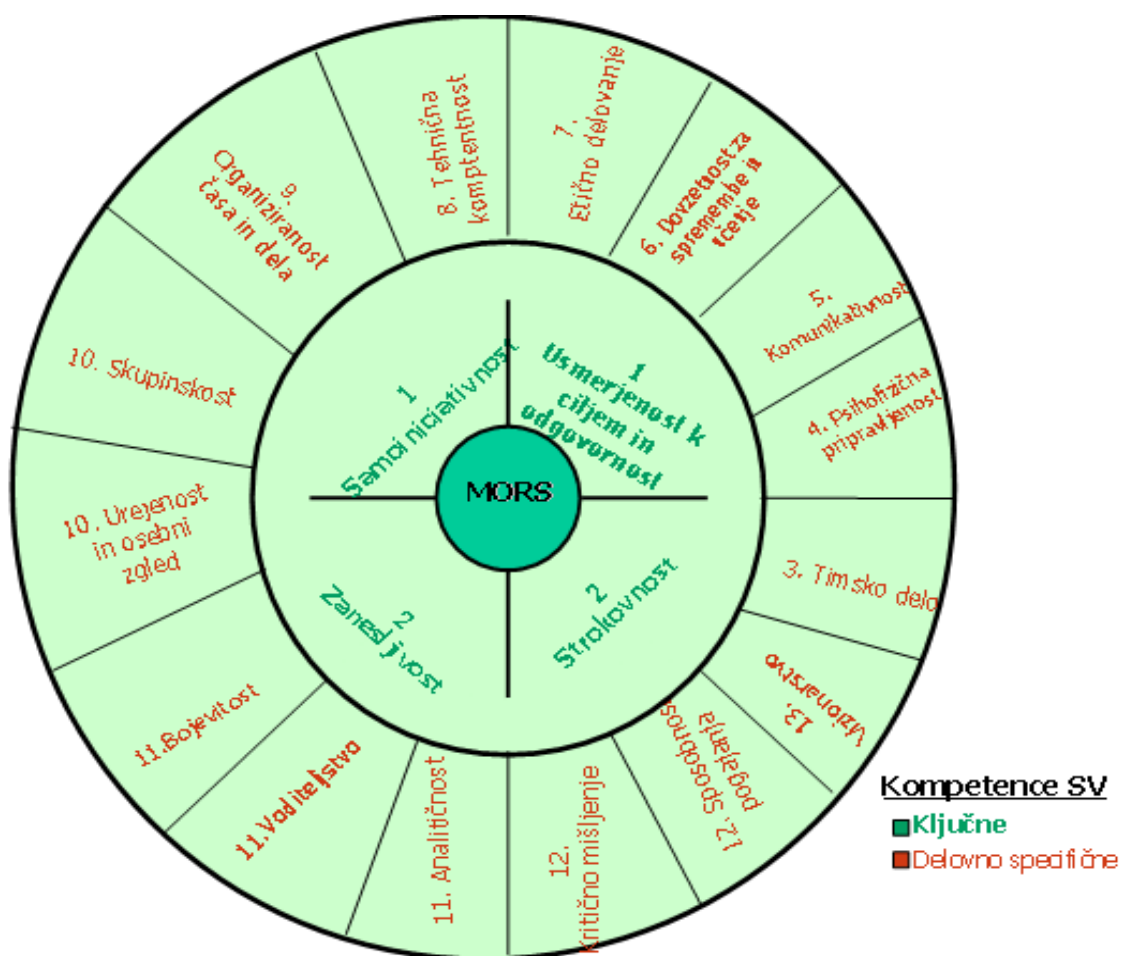 8. Tehnična
komptentnost
7.
Etično delovanje
6. Dovzetnost za
spremembe in
učetje
5.
Komunikativnost
4. Psihofizična
pripravljenost
3. Timsko delo
13.
Vizionarstvo
12. Sposobnost
pogajanja
12.
Kritično mišljenje
11. Analitičnost
11.Voditeljstvo
11.Bojevitost
10. Urejenost
in osebni
zgled
10. Skupinskost
9.
Organiziranost
časa in dela
1
Samoiniciativnost
1
Usmerjenost k
ciljem in
odgovornost
MORS
2
Zanesljivost
2
Strokovnost
Kompetence SV
Ključne
Delovno specifične